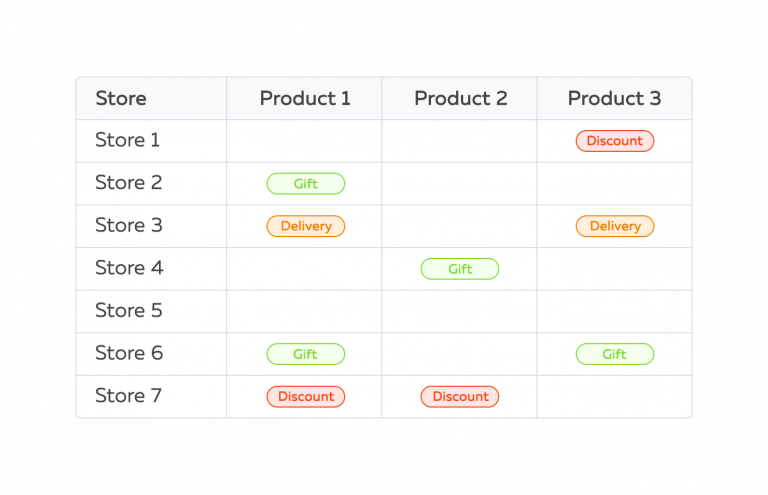 Store Product 1 Product 2 Product 3
Store 1 Discount
Store 2 Gift
Store 3 Delivery Delivery
Store 4 Gift
Store 5
Store 6 Gift Gift
Store 7 Discount Discount